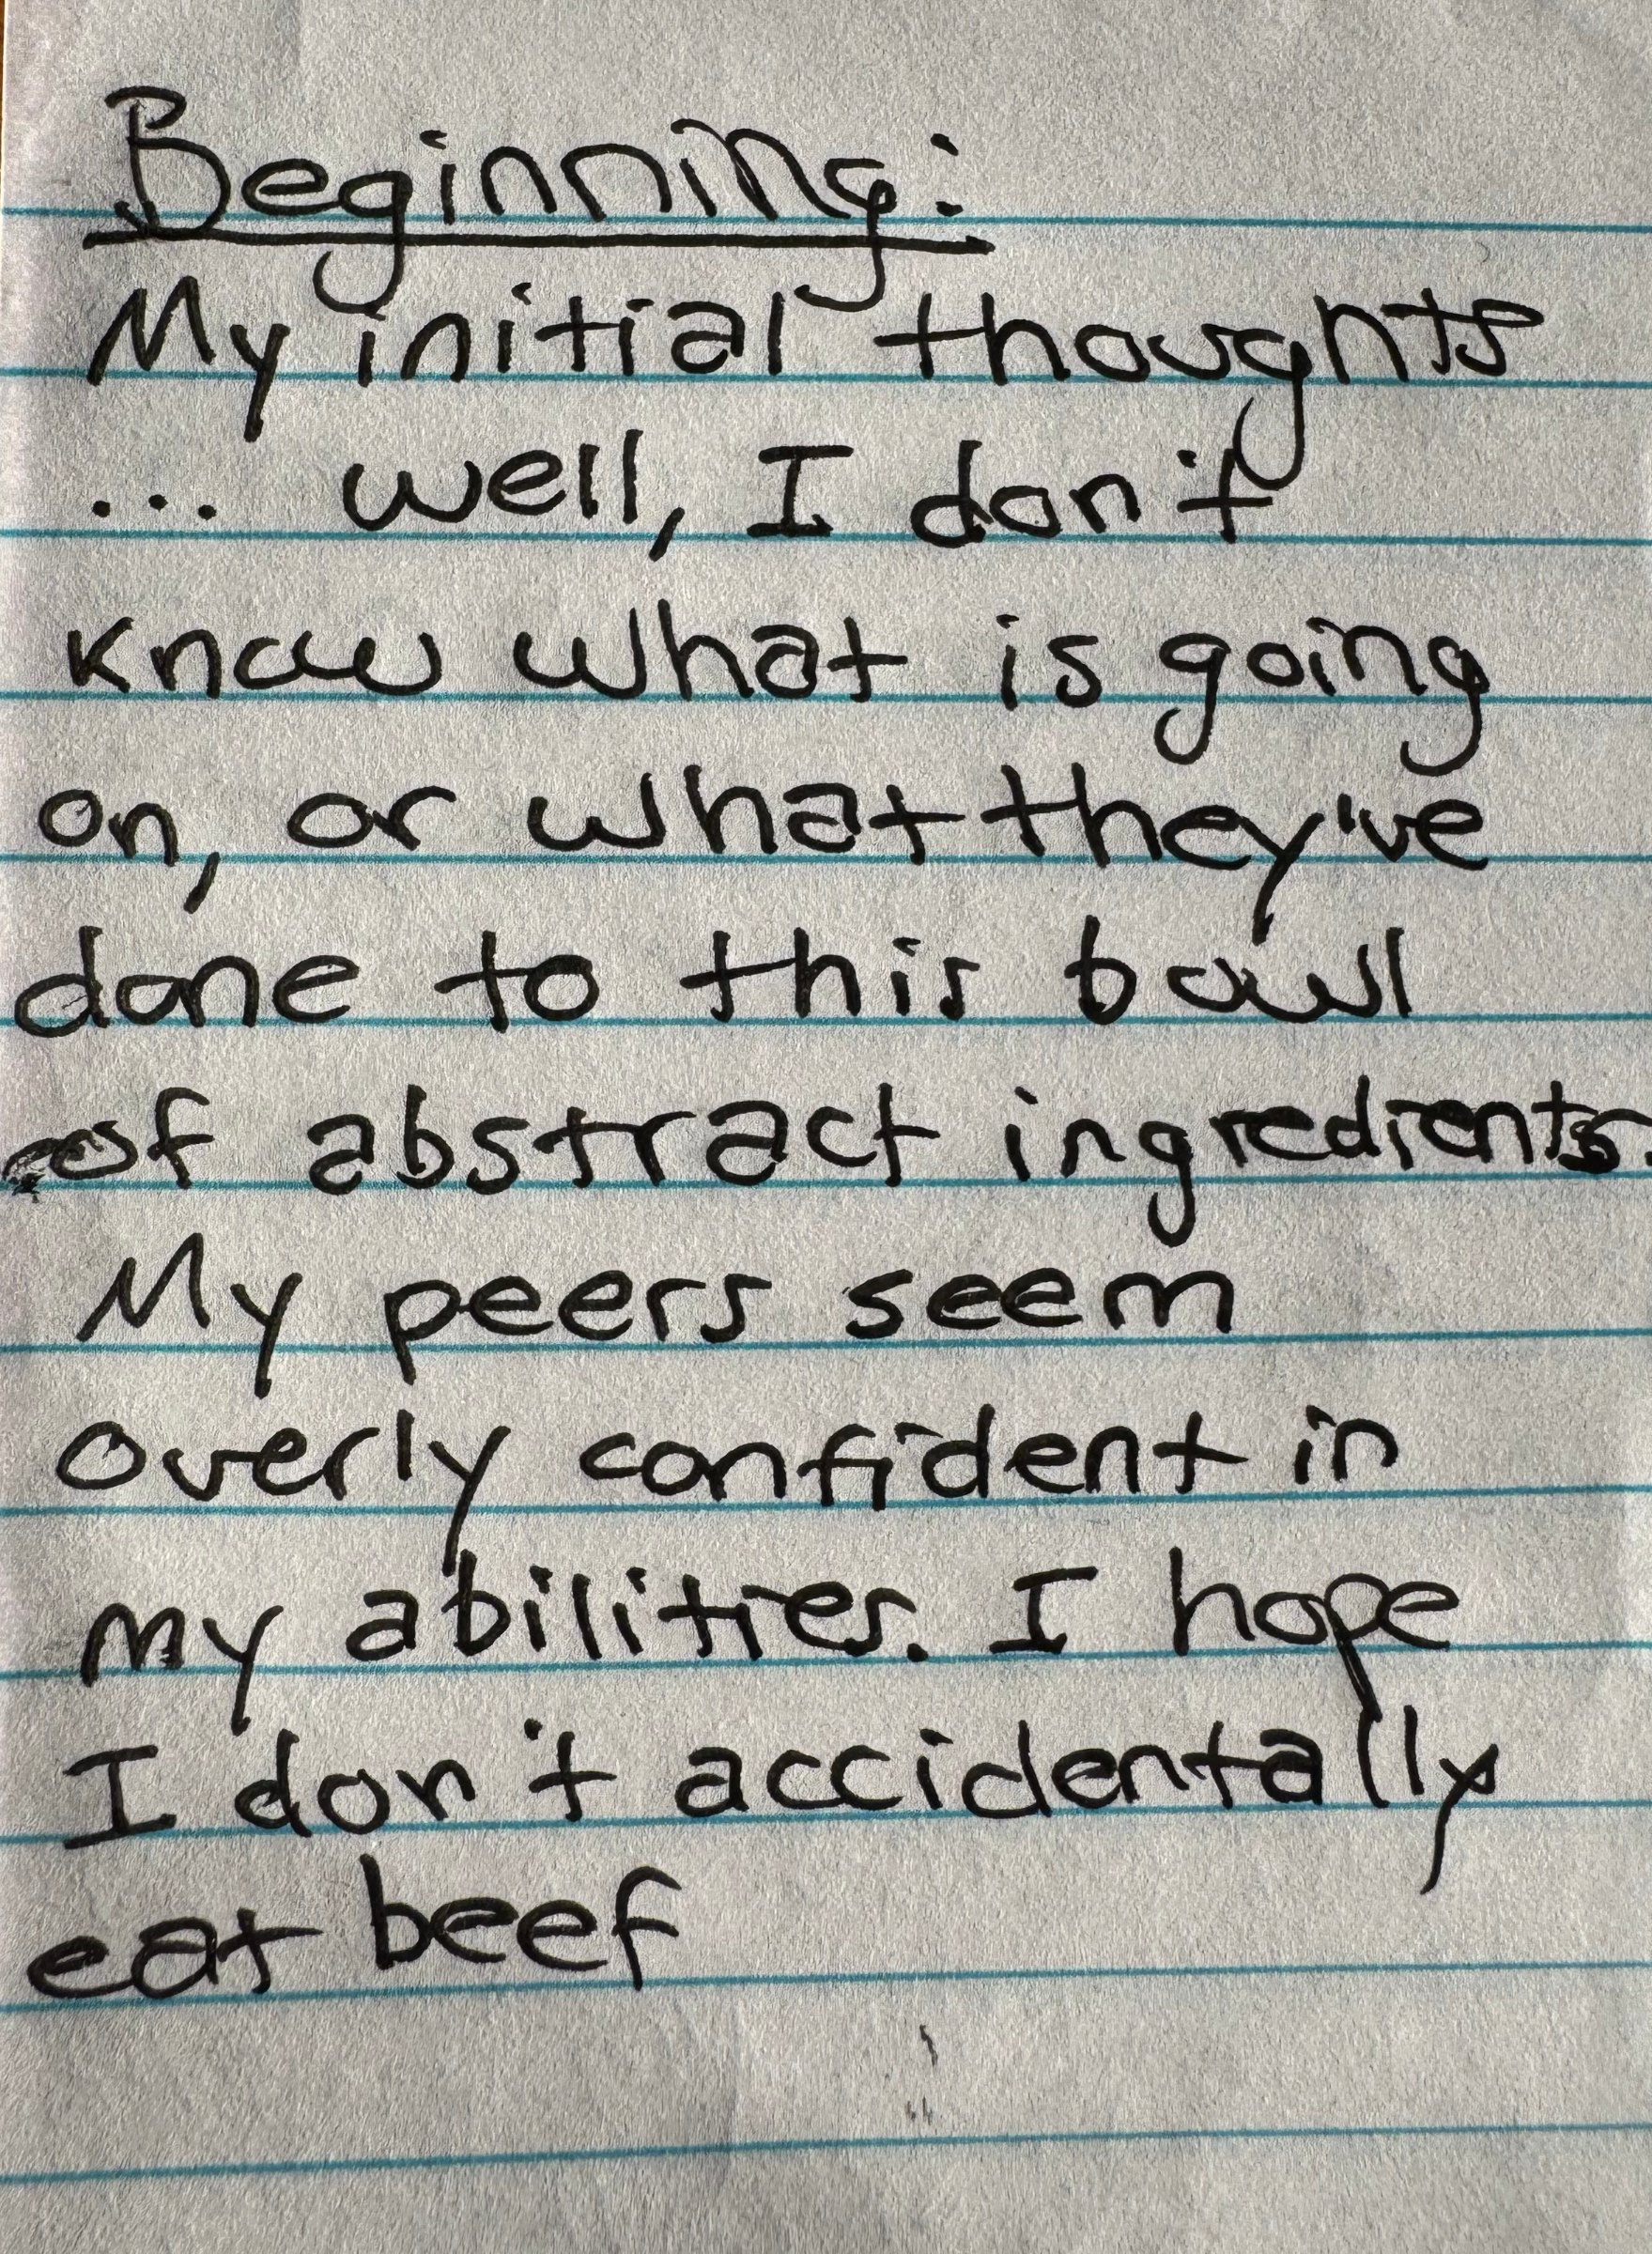 Beginning:
My initial thoughts
... well, I don't
know what is going
on, or what they've
done to this bowl
of abstract ingredients.
My peers seem
overly confident in
my abilities. I hope
I don't accidentally
eat beef